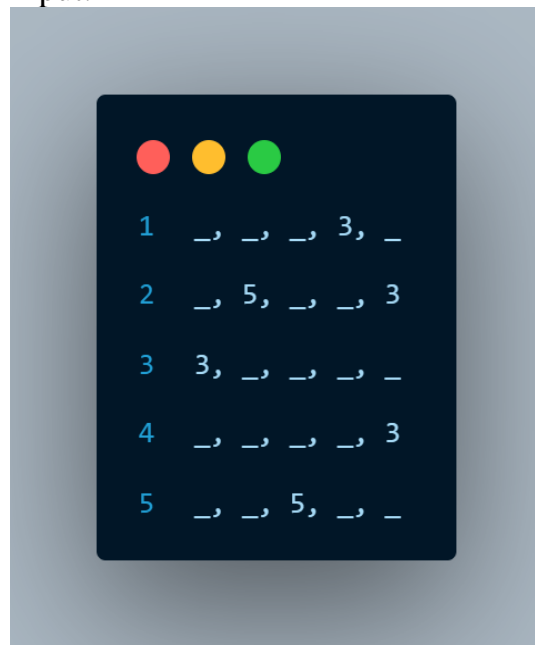 1 _, _, _, 3, _
2 _, 5, _, _, 3
3 3, _, _, _, _
4 _, _, _, _, 3
5 _, _, 5, _, _